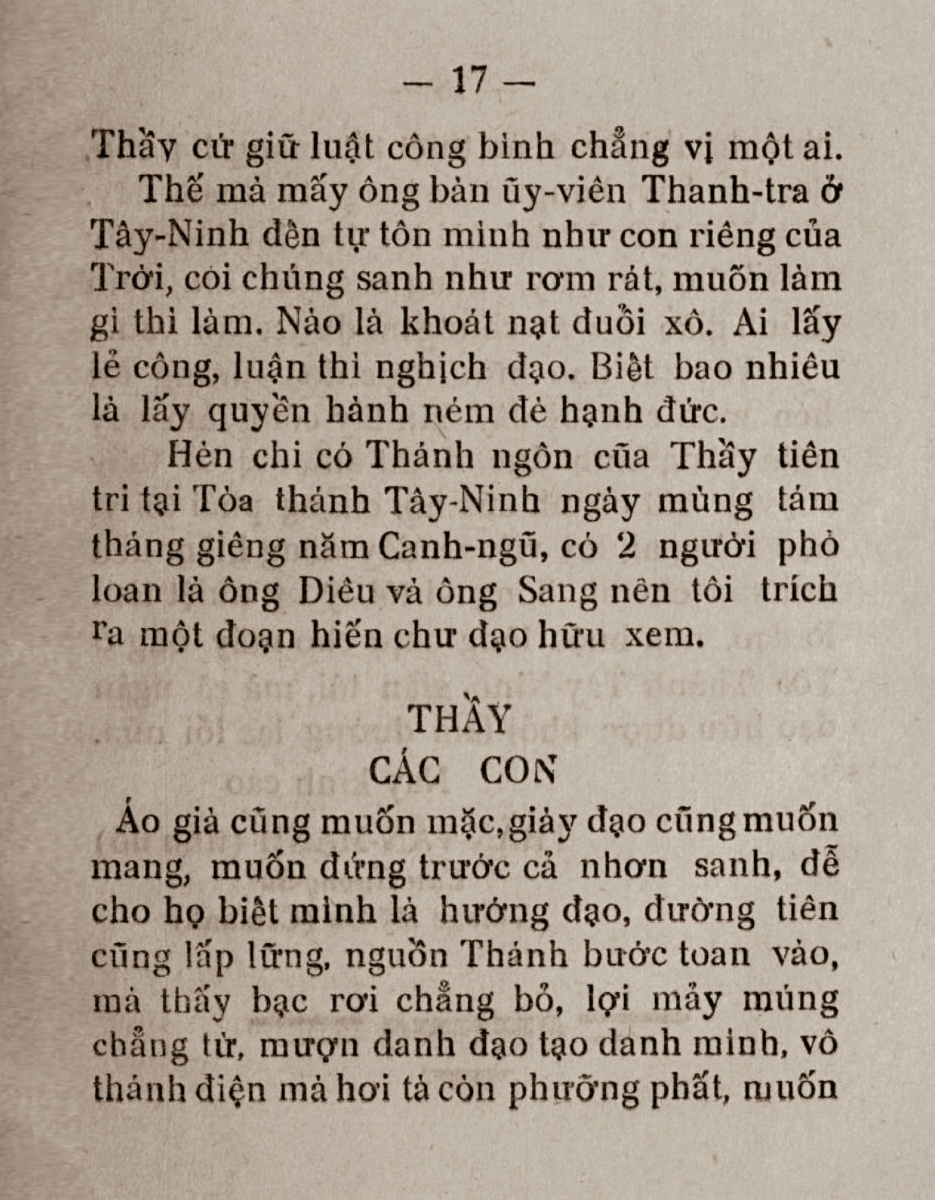 — 17 —
Thầy cứ giữ luật công bình chẳng vị một ai.
Thế mà mấy ông bàn ũy-viên Thanh-tra ở
Tây-Ninh đền tự tôn mình như con riêng của
Trời, coi chúng sanh như rơm rát, muốn làm
gì thì làm. Nào là khoát nạt đuổi xô. Ai lấy
lẻ công, luận thì nghịch đạo. Biết bao nhiêu
là lấy quyền hành ném đè hạnh đức.
Hèn chi có Thánh ngôn của Thầy tiên
tri tại Tòa thánh Tây-Ninh ngày mùng tám
tháng giêng năm Canh-ngũ, có 2 người phò
loan là ông Diêu và ông Sang nên tôi trích
ra một đoạn hiến chư đạo hữu xem.
THẦY
CÁC CON
Áo già cũng muốn mặc, giày đạo cũng muốn
mang, muốn đứng trước cả nhơn sanh, để
cho họ biết mình là hướng đạo, đường tiên
cũng lấp lững, nguồn Thánh bước toan vào,
mà thấy bạc rơi chẳng bỏ, lợi mảy múng
chẳng từ, mượn danh đạo tạo danh mình, vô
thánh điện mà hơi tà còn phưỡng phất, muốn